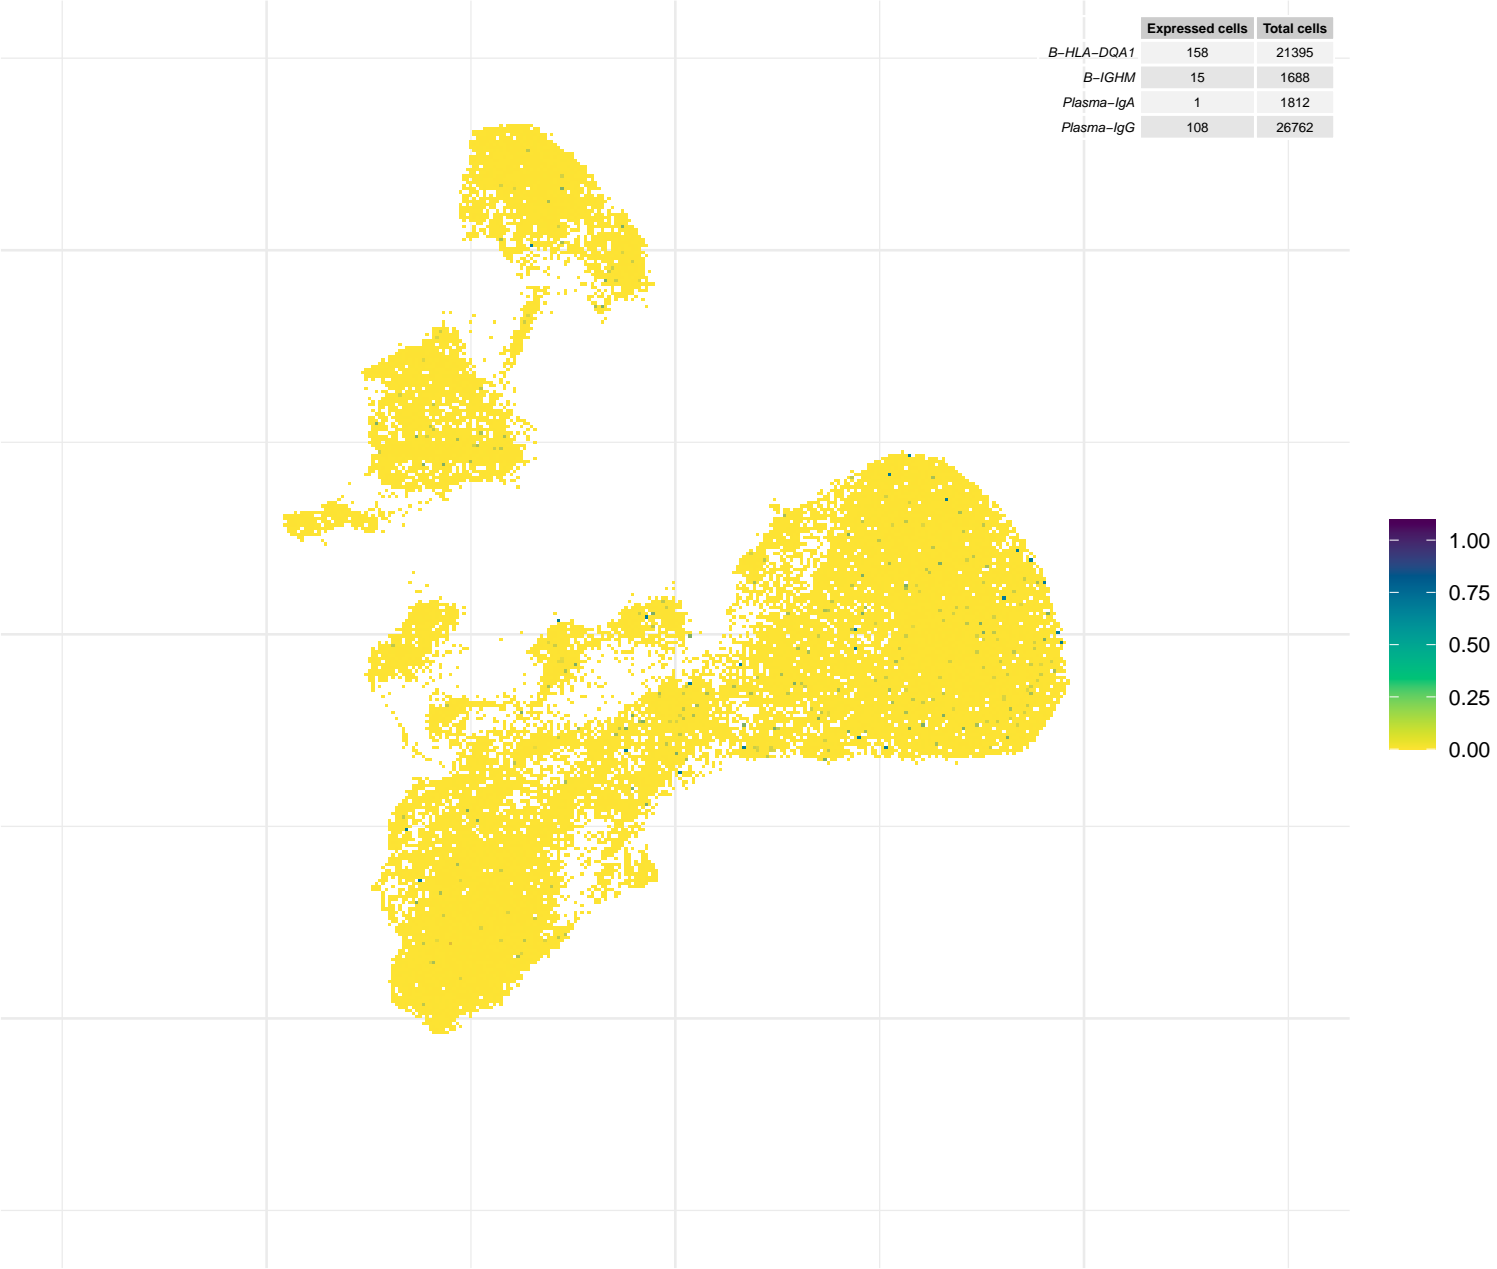 Expressed cells Total cells
B−HLA−DQA1 158 21395
B−IGHM 15 1688
Plasma−IgA 1 1812
Plasma−IgG 108 26762
1.00
0.75
0.50
0.25
0.00